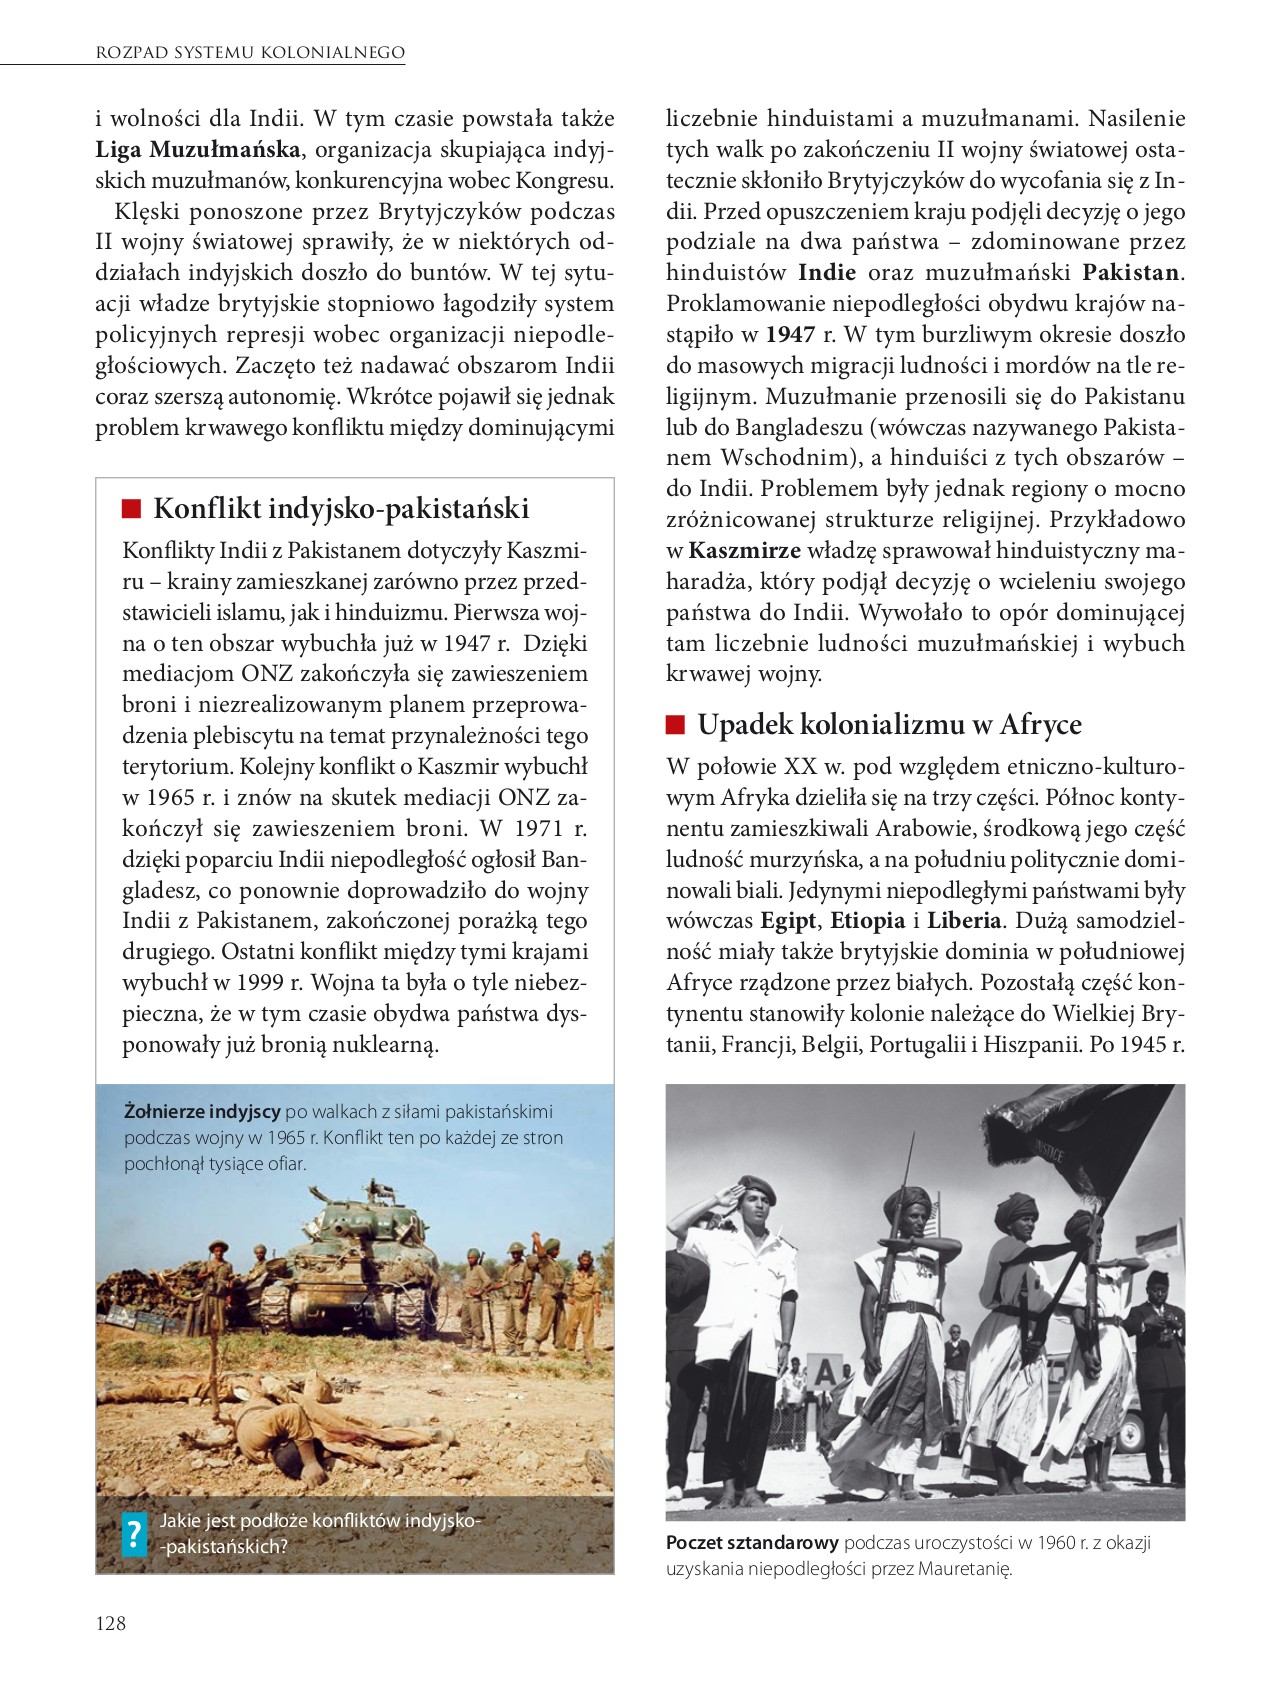 ROZPAD SYSTEMU KOLONIALNEGO
i wolności dla Indii. W tym czasie powstała także
Liga Muzułmańska, organizacja skupiająca indyj-
skich muzułmanów, konkurencyjna wobec Kongresu.
Klęski ponoszone przez Brytyjczyków podczas
II wojny światowej sprawiły, że w niektórych od-
działach indyjskich doszło do buntów. W tej sytu-
acji władze brytyjskie stopniowo łagodziły system
policyjnych represji wobec organizacji niepodle-
głościowych. Zaczęto też nadawać obszarom Indii
coraz szerszą autonomię. Wkrótce pojawił się jednak
problem krwawego konfliktu między dominującymi
Konflikt indyjsko-pakistański
Konflikty Indii z Pakistanem dotyczyły Kaszmi-
ru – krainy zamieszkanej zarówno przez przed-
stawicieli islamu, jak i hinduizmu. Pierwsza woj-
na o ten obszar wybuchła już w 1947 r. Dzięki
mediacjom ONZ zakończyła się zawieszeniem
broni i niezrealizowanym planem przeprowa-
dzenia plebiscytu na temat przynależności tego
terytorium. Kolejny konflikt o Kaszmir wybuchł
w 1965 r. i znów na skutek mediacji ONZ za-
kończył się zawieszeniem broni. W 1971 r.
dzięki poparciu Indii niepodległość ogłosił Ban-
gladesz, co ponownie doprowadziło do wojny
Indii z Pakistanem, zakończonej porażką tego
drugiego. Ostatni konflikt między tymi krajami
wybuchł w 1999 r. Wojna ta była o tyle niebez-
pieczna, że w tym czasie obydwa państwa dys-
ponowały już bronią nuklearną.
Żołnierze indyjscy po walkach z siłami pakistańskimi
podczas wojny w 1965 r. Konflikt ten po każdej ze stron
pochłonął tysiące ofiar.
? Jakie jest podłoże konfliktów indyjsko-
-pakistańskich?
liczebnie hinduistami a muzułmanami. Nasilenie
tych walk po zakończeniu II wojny światowej osta-
tecznie skłoniło Brytyjczyków do wycofania się z In-
dii. Przed opuszczeniem kraju podjęli decyzję o jego
podziale na dwa państwa – zdominowane przez
hinduistów Indie oraz muzułmański Pakistan.
Proklamowanie niepodległości obydwu krajów na-
stąpiło w 1947 r. W tym burzliwym okresie doszło
do masowych migracji ludności i mordów na tle re-
ligijnym. Muzułmanie przenosili się do Pakistanu
lub do Bangladeszu (wówczas nazywanego Pakista-
nem Wschodnim), a hinduiści z tych obszarów –
do Indii. Problemem były jednak regiony o mocno
zróżnicowanej strukturze religijnej. Przykładowo
w Kaszmirze władzę sprawował hinduistyczny ma-
haradża, który podjął decyzję o wcieleniu swojego
państwa do Indii. Wywołało to opór dominującej
tam liczebnie ludności muzułmańskiej i wybuch
krwawej wojny.
Upadek kolonializmu w Afryce
W połowie XX w. pod względem etniczno-kulturo-
wym Afryka dzieliła się na trzy części. Północ konty-
nentu zamieszkiwali Arabowie, środkową jego część
ludność murzyńska, a na południu politycznie domi-
nowali biali. Jedynymi niepodległymi państwami były
wówczas Egipt, Etiopia i Liberia. Dużą samodziel-
ność miały także brytyjskie dominia w południowej
Afryce rządzone przez białych. Pozostałą część kon-
tynentu stanowiły kolonie należące do Wielkiej Bry-
tanii, Francji, Belgii, Portugalii i Hiszpanii. Po 1945 r.
JUSTICE
A
Poczet sztandarowy podczas uroczystości w 1960 r. z okazji
uzyskania niepodległości przez Mauretanię.
128